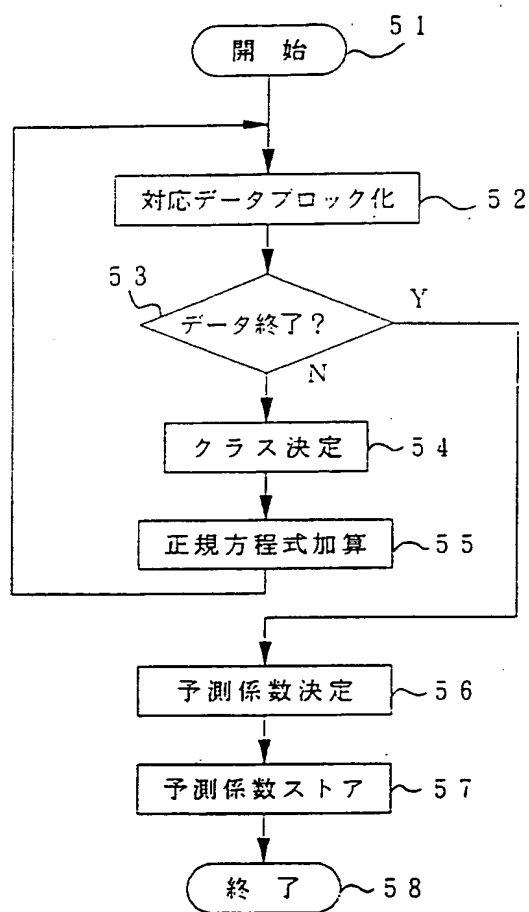 開始 51
対応データブロック化 52
53
データ終了? Y
N
クラス決定 54
正規方程式加算 55
予測係数決定 56
予測係数ストア 57
終了 58